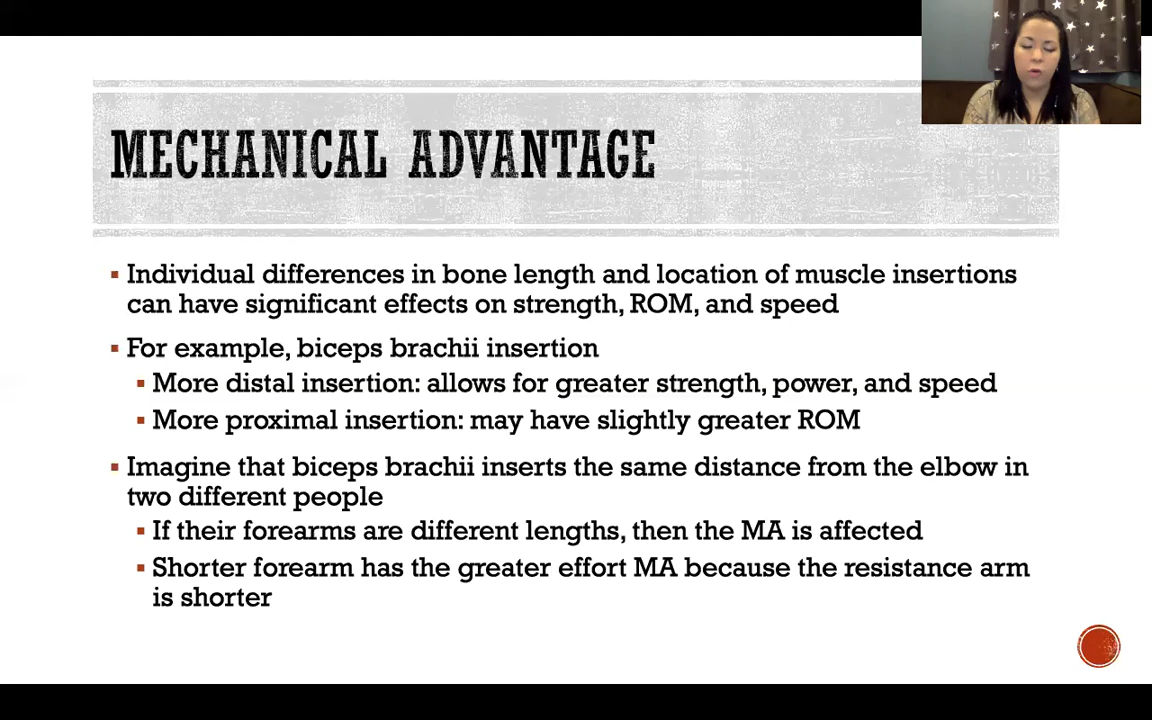 MECHANICAL ADVANTAGE
Individual differences in bone length and location of muscle insertions
can have significant effects on strength, ROM, and speed
For example, biceps brachii insertion
More distal insertion: allows for greater strength, power, and speed
More proximal insertion: may have slightly greater ROM
Imagine that biceps brachii inserts the same distance from the elbow in
two different people
If their forearms are different lengths, then the MA is affected
Shorter forearm has the greater effort MA because the resistance arm
is shorter